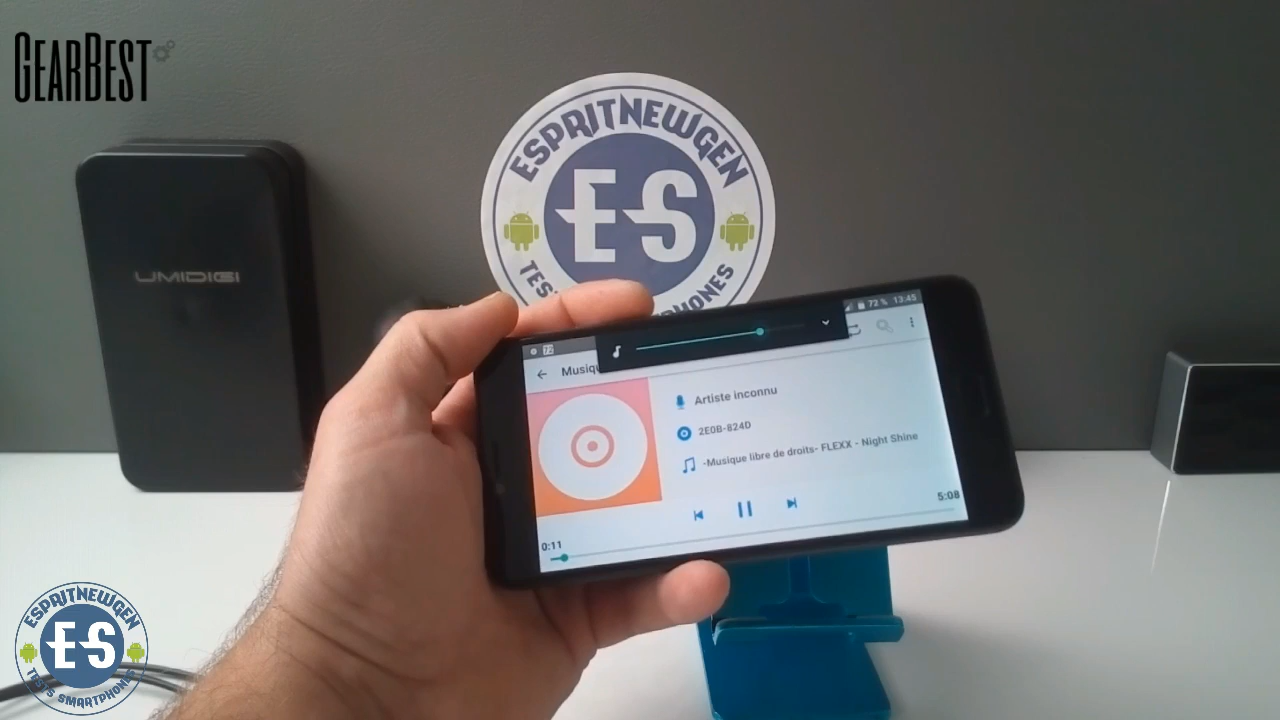 GEARBEST
ESPRITNEWGEN
ES
UMIDIGI
72 % 13:45
Artiste inconnu
2E0B-824D
-Musique libre de droits- FLEXX - Night Shine
0:11
5:08
ESPRITNEWGEN
ES
TESTS SMARTPHONES